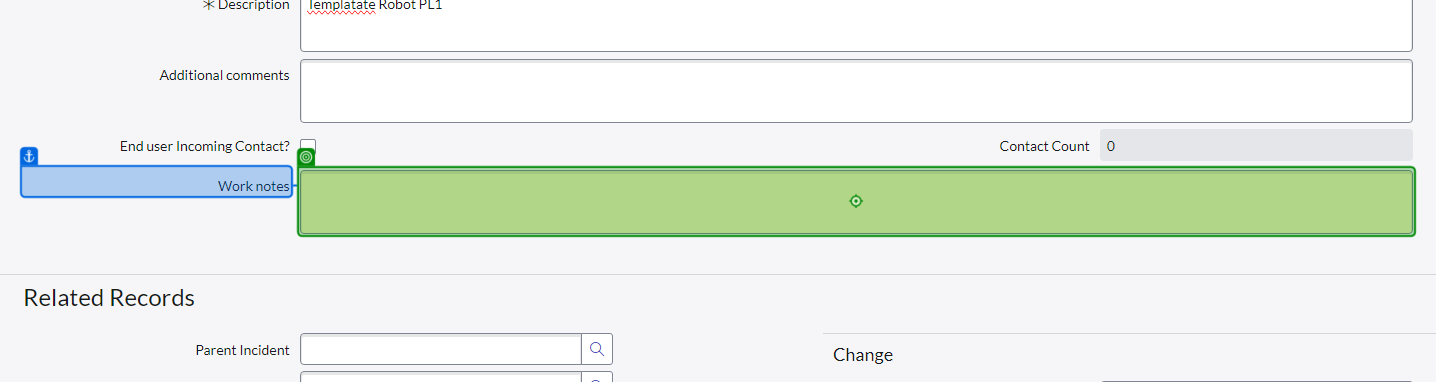 Description
Templatate Robot PL1
Additional comments
End user Incoming Contact?
Contact Count
0
Work notes
Related Records
Parent Incident
Change